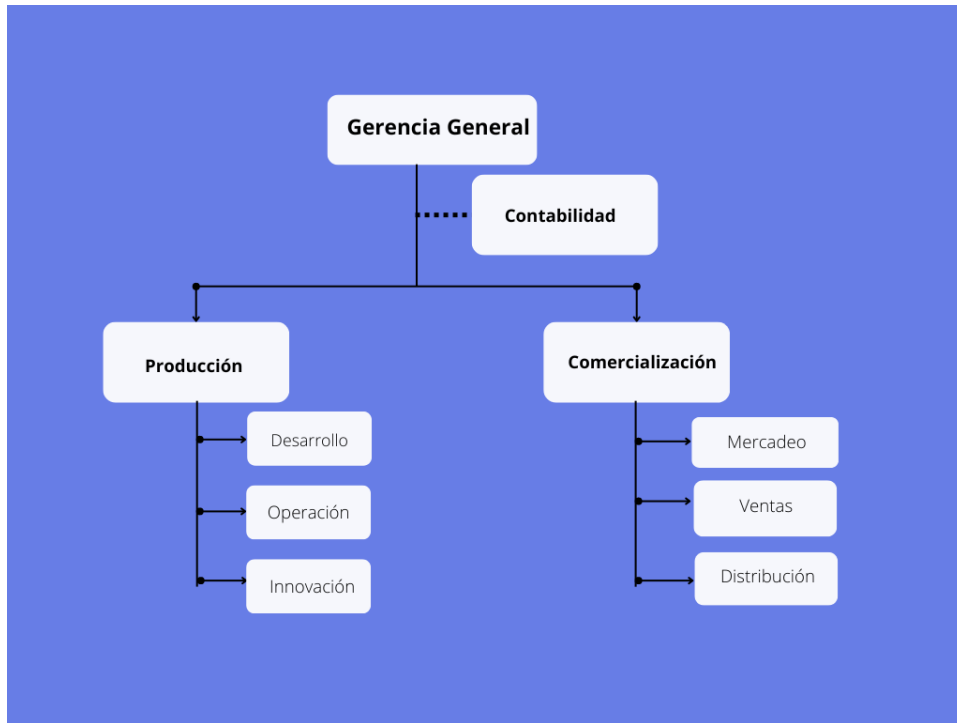 Gerencia General
Contabilidad
Producción
Desarrollo
Operación
Innovación
Comercialización
Mercadeo
Ventas
Distribución